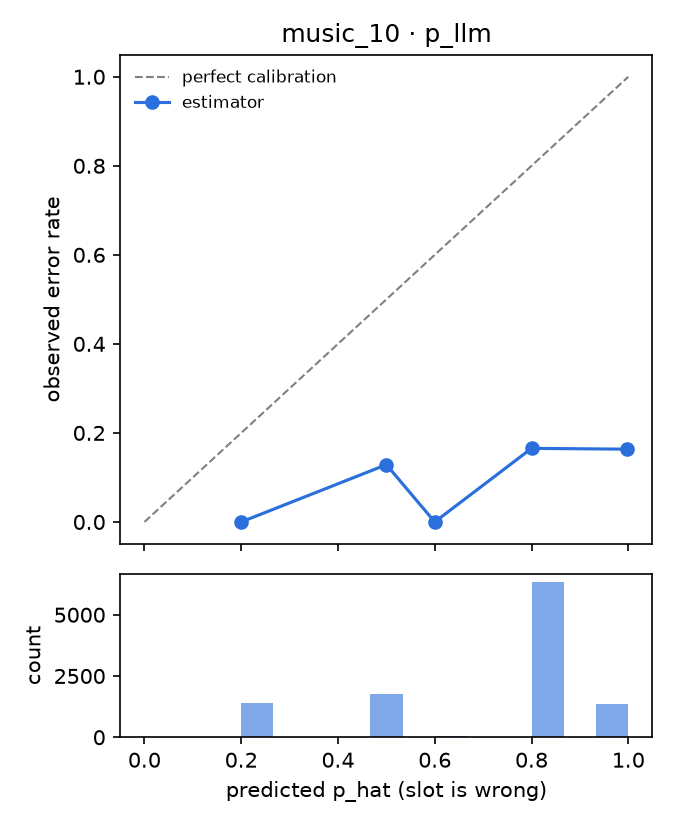 music_10 · p_llm
perfect calibration
estimator
observed error rate
1.0
0.8
0.6
0.4
0.2
0.0
count
5000
2500
0
0.0 0.2 0.4 0.6 0.8 1.0
predicted p_hat (slot is wrong)